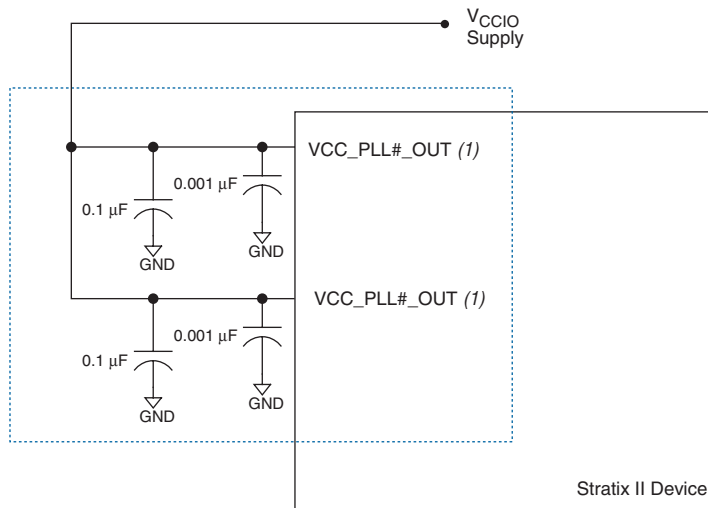 VCCIO
Supply
VCC_PLL#_OUT (1)
0.001 µF
0.1 µF
GND
GND
VCC_PLL#_OUT (1)
0.001 µF
0.1 µF
GND
GND
Stratix II Device